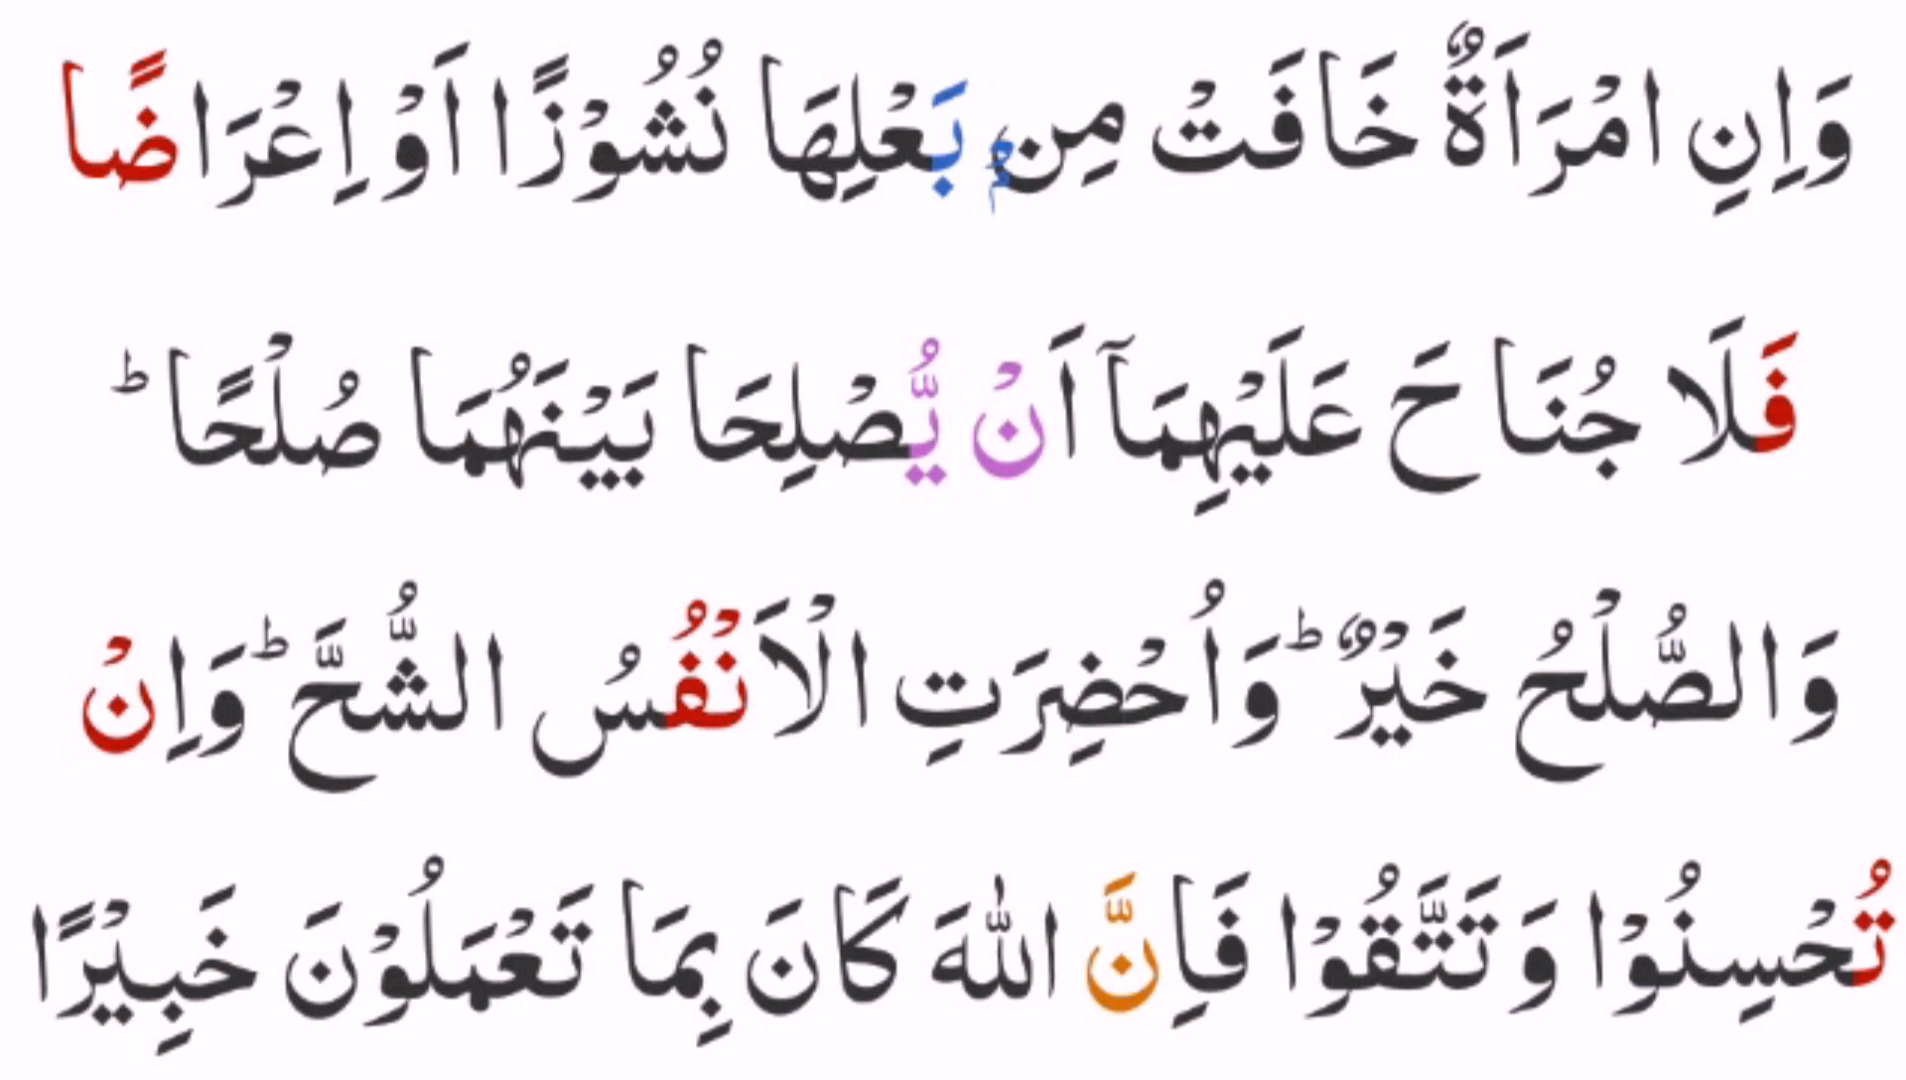 وَاِنِ امْرَاَةٌ خَافَتْ مِنۢ بَعْلِهَا نُشُوْزًا اَوْ اِعْرَاضًا
فَلَا جُنَاحَ عَلَيْهِمَاۤ اَنْ يُّصْلِحَا بَيْنَهُمَا صُلْحًا ؕ
وَالصُّلْحُ خَيْرٌ ؕ وَاُحْضِرَتِ الْاَنْفُسُ الشُّحَّ ؕ وَاِنْ
تُحْسِنُوْا وَتَتَّقُوْا فَاِنَّ اللّٰهَ كَانَ بِمَا تَعْمَلُوْنَ خَبِيْرًا